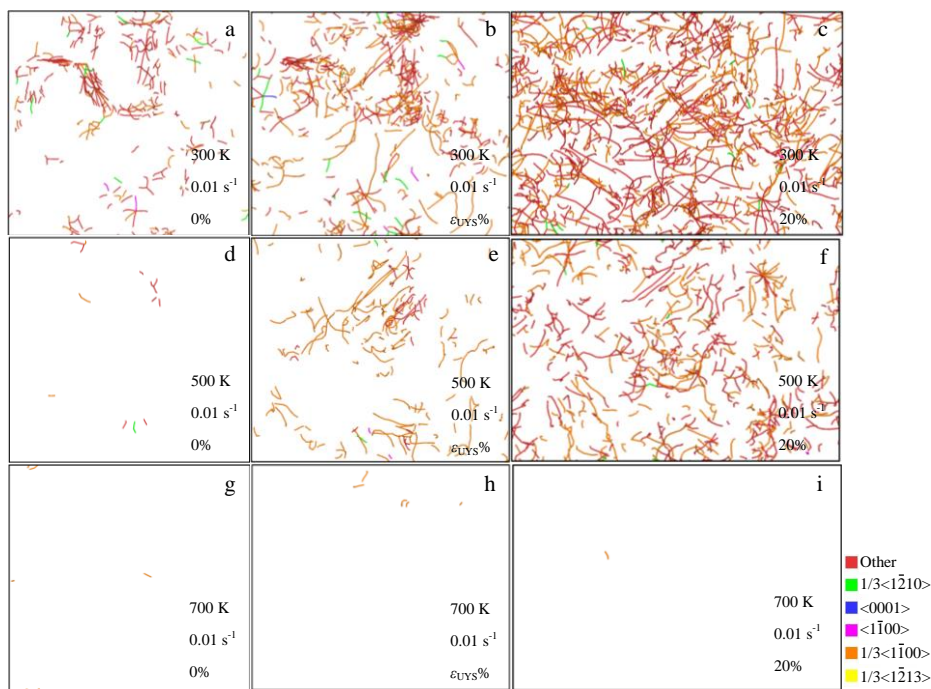 a
300 K
0.01 s⁻¹
0%
b
300 K
0.01 s⁻¹
εUYS%
c
300 K
0.01 s⁻¹
20%
d
500 K
0.01 s⁻¹
0%
e
500 K
0.01 s⁻¹
εUYS%
f
500 K
0.01 s⁻¹
20%
g
700 K
0.01 s⁻¹
0%
h
700 K
0.01 s⁻¹
εUYS%
i
700 K
0.01 s⁻¹
20%
Other
1/3<12̄10>
<0001>
<11̄00>
1/3<11̄00>
1/3<12̄13>